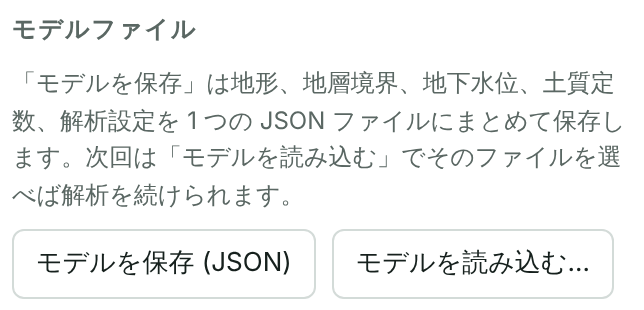 モデルファイル
「モデルを保存」は地形、地層境界、地下水位、土質定
数、解析設定を 1 つの JSON ファイルにまとめて保存し
ます。次回は「モデルを読み込む」でそのファイルを選
べば解析を続けられます。
モデルを保存 (JSON)
モデルを読み込む...